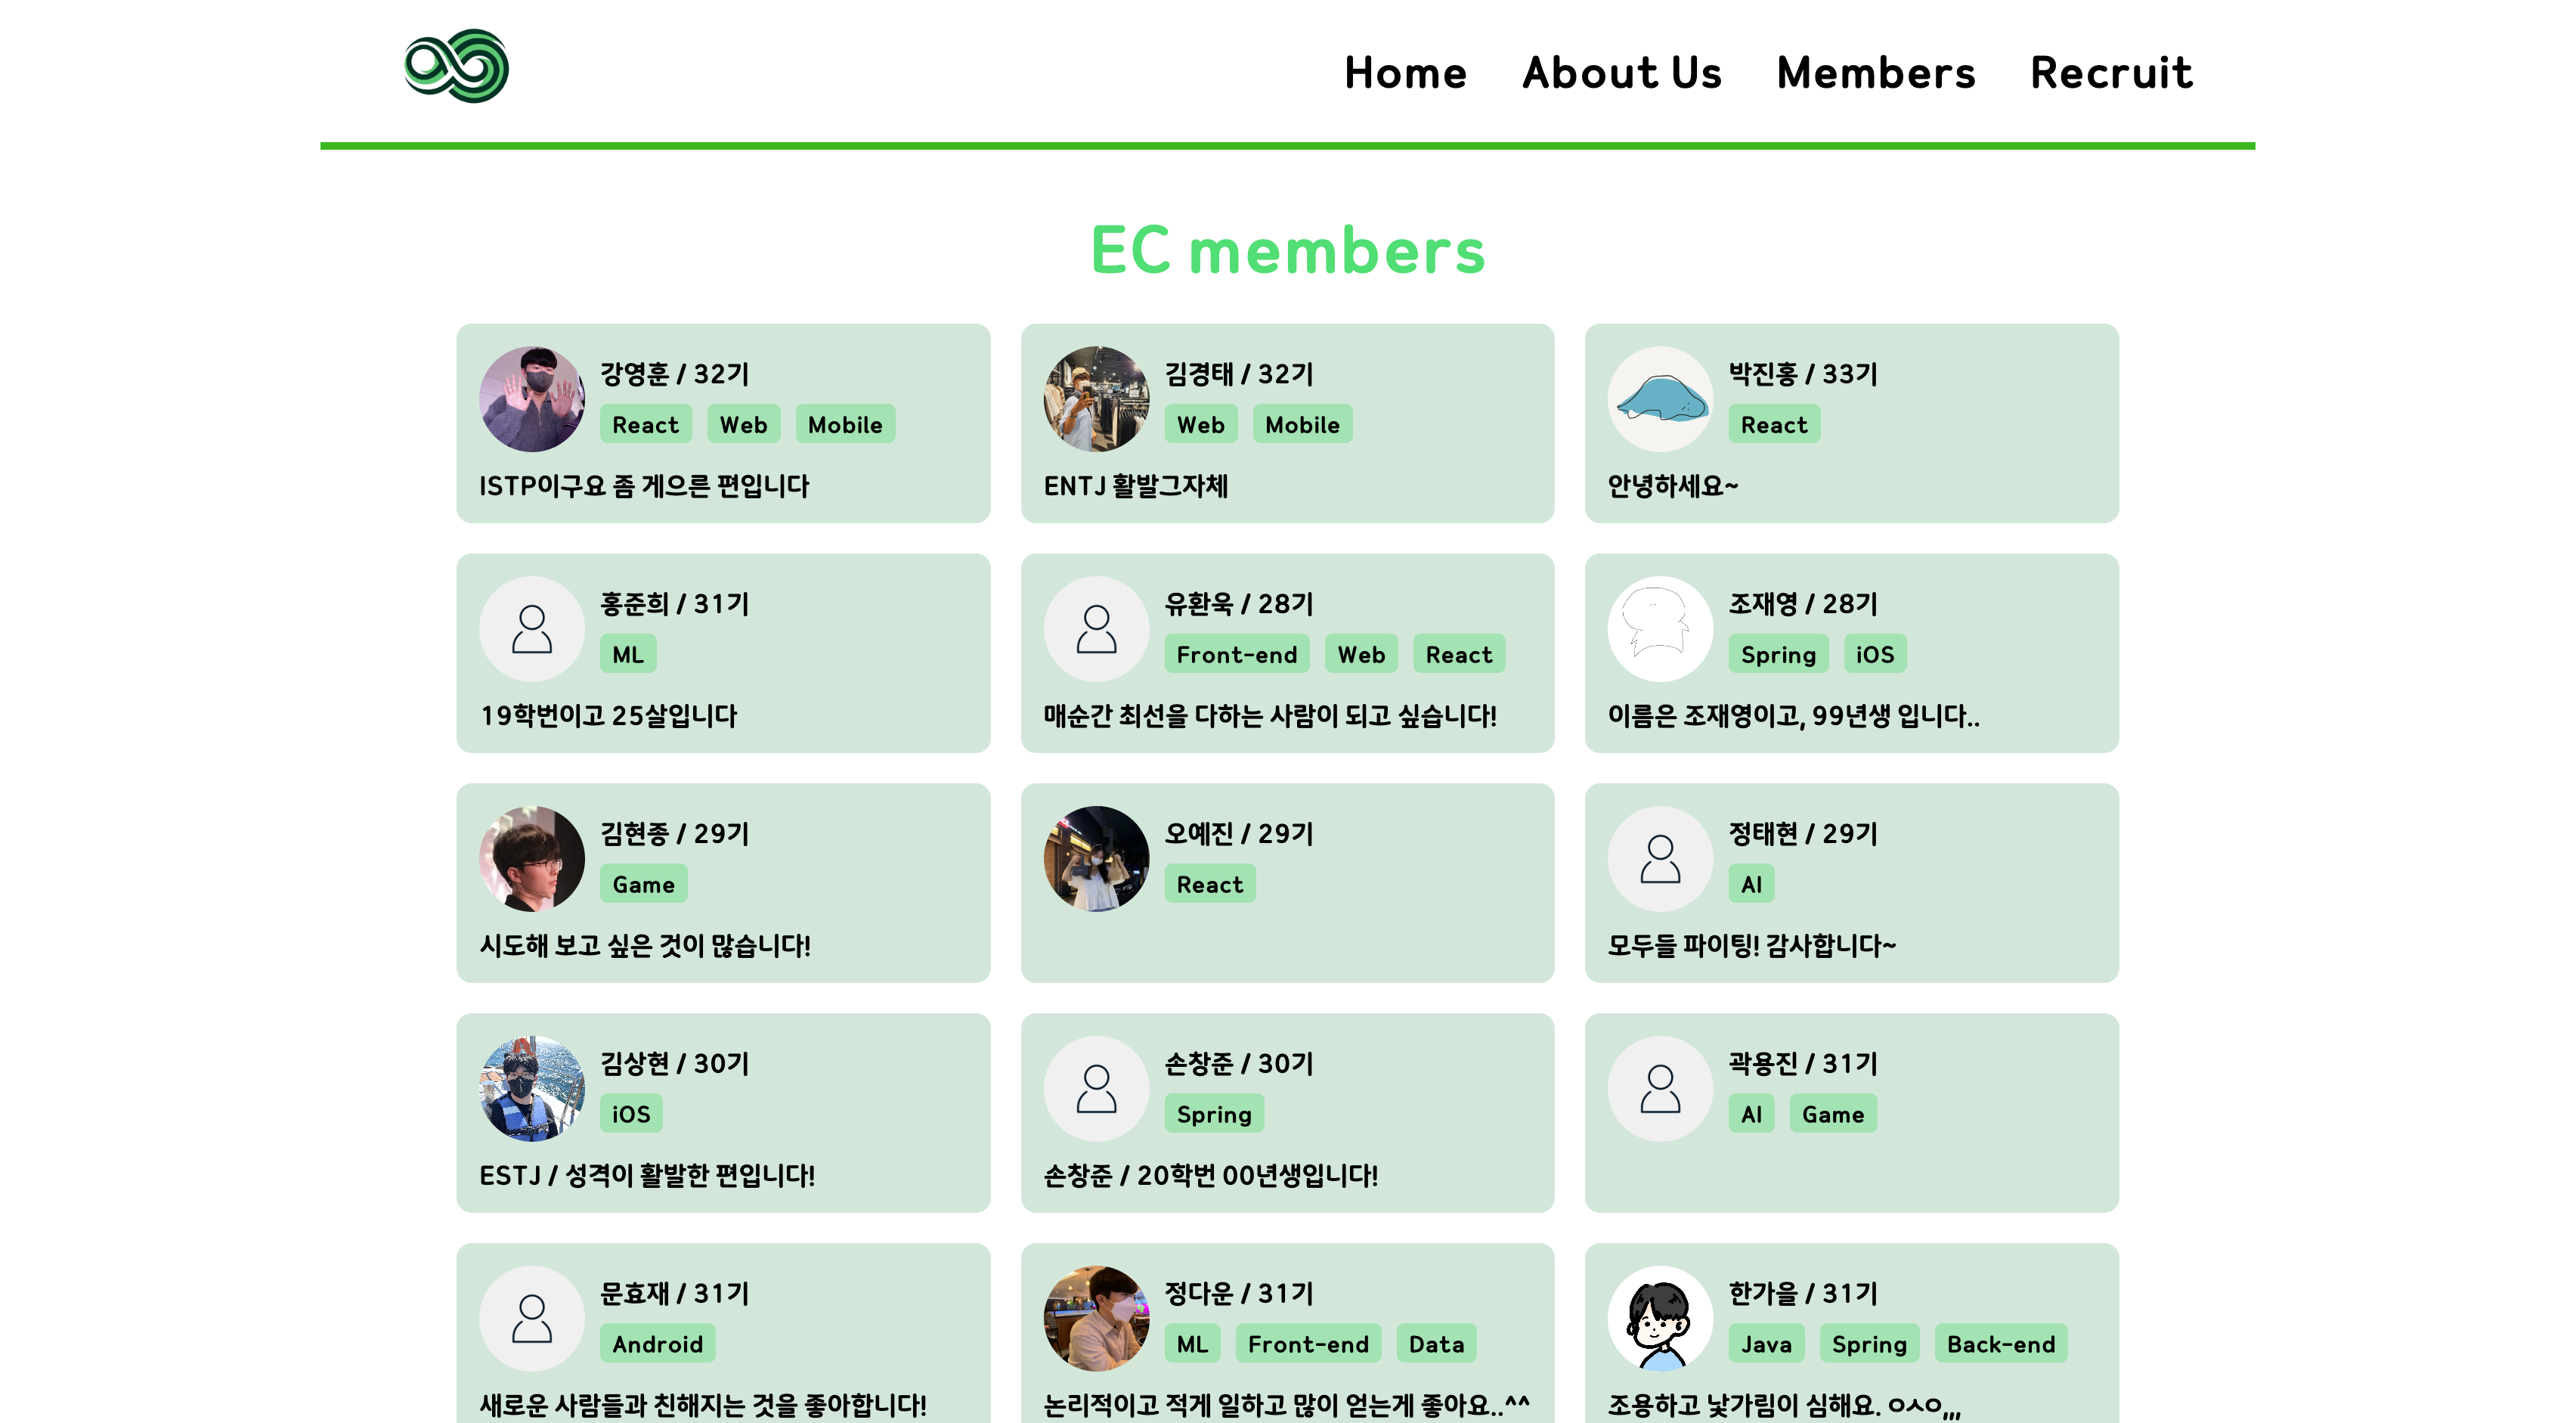 Home About Us Members Recruit
EC members
강영훈 / 32기
React Web Mobile
ISTP이구요 좀 게으른 편입니다
김경태 / 32기
Web Mobile
ENTJ 활발그자체
박진홍 / 33기
React
안녕하세요~
홍준희 / 31기
ML
19학번이고 25살입니다
유환욱 / 28기
Front-end Web React
매순간 최선을 다하는 사람이 되고 싶습니다!
조재영 / 28기
Spring iOS
이름은 조재영이고, 99년생 입니다..
김현종 / 29기
Game
시도해 보고 싶은 것이 많습니다!
오예진 / 29기
React
정태현 / 29기
AI
모두들 파이팅! 감사합니다~
김상현 / 30기
iOS
ESTJ / 성격이 활발한 편입니다!
손창준 / 30기
Spring
손창준 / 20학번 00년생입니다!
곽용진 / 31기
AI Game
문효재 / 31기
Android
새로운 사람들과 친해지는 것을 좋아합니다!
정다운 / 31기
ML Front-end Data
논리적이고 적게 일하고 많이 얻는게 좋아요..^^
한가을 / 31기
Java Spring Back-end
조용하고 낯가림이 심해요. ㅇㅅㅇ,,,